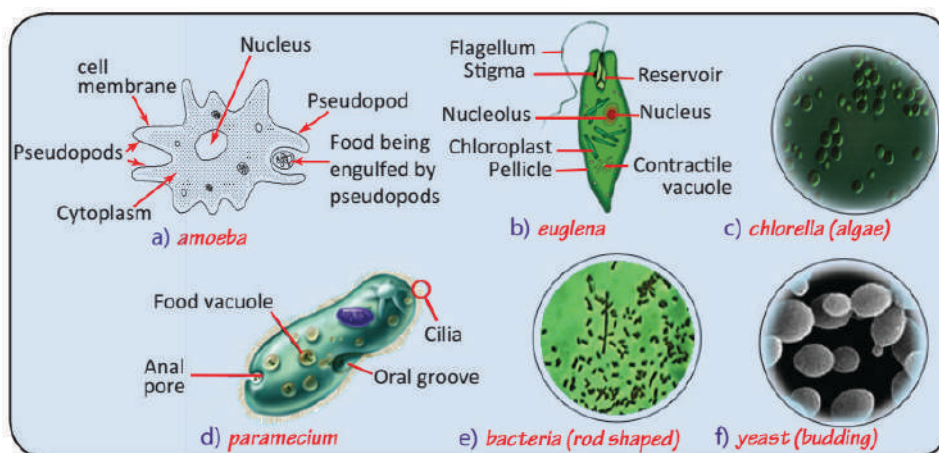 Nucleus
cell
membrane
Pseudopod
Pseudopods
Food being
engulfed by
pseudopods
Cytoplasm
a) amoeba
Flagellum
Stigma
Reservoir
Nucleolus
Nucleus
Chloroplast
Pellicle
Contractile
vacuole
b) euglena
c) chlorella (algae)
Food vacuole
Cilia
Anal
pore
Oral groove
d) paramecium
e) bacteria (rod shaped)
f) yeast (budding)